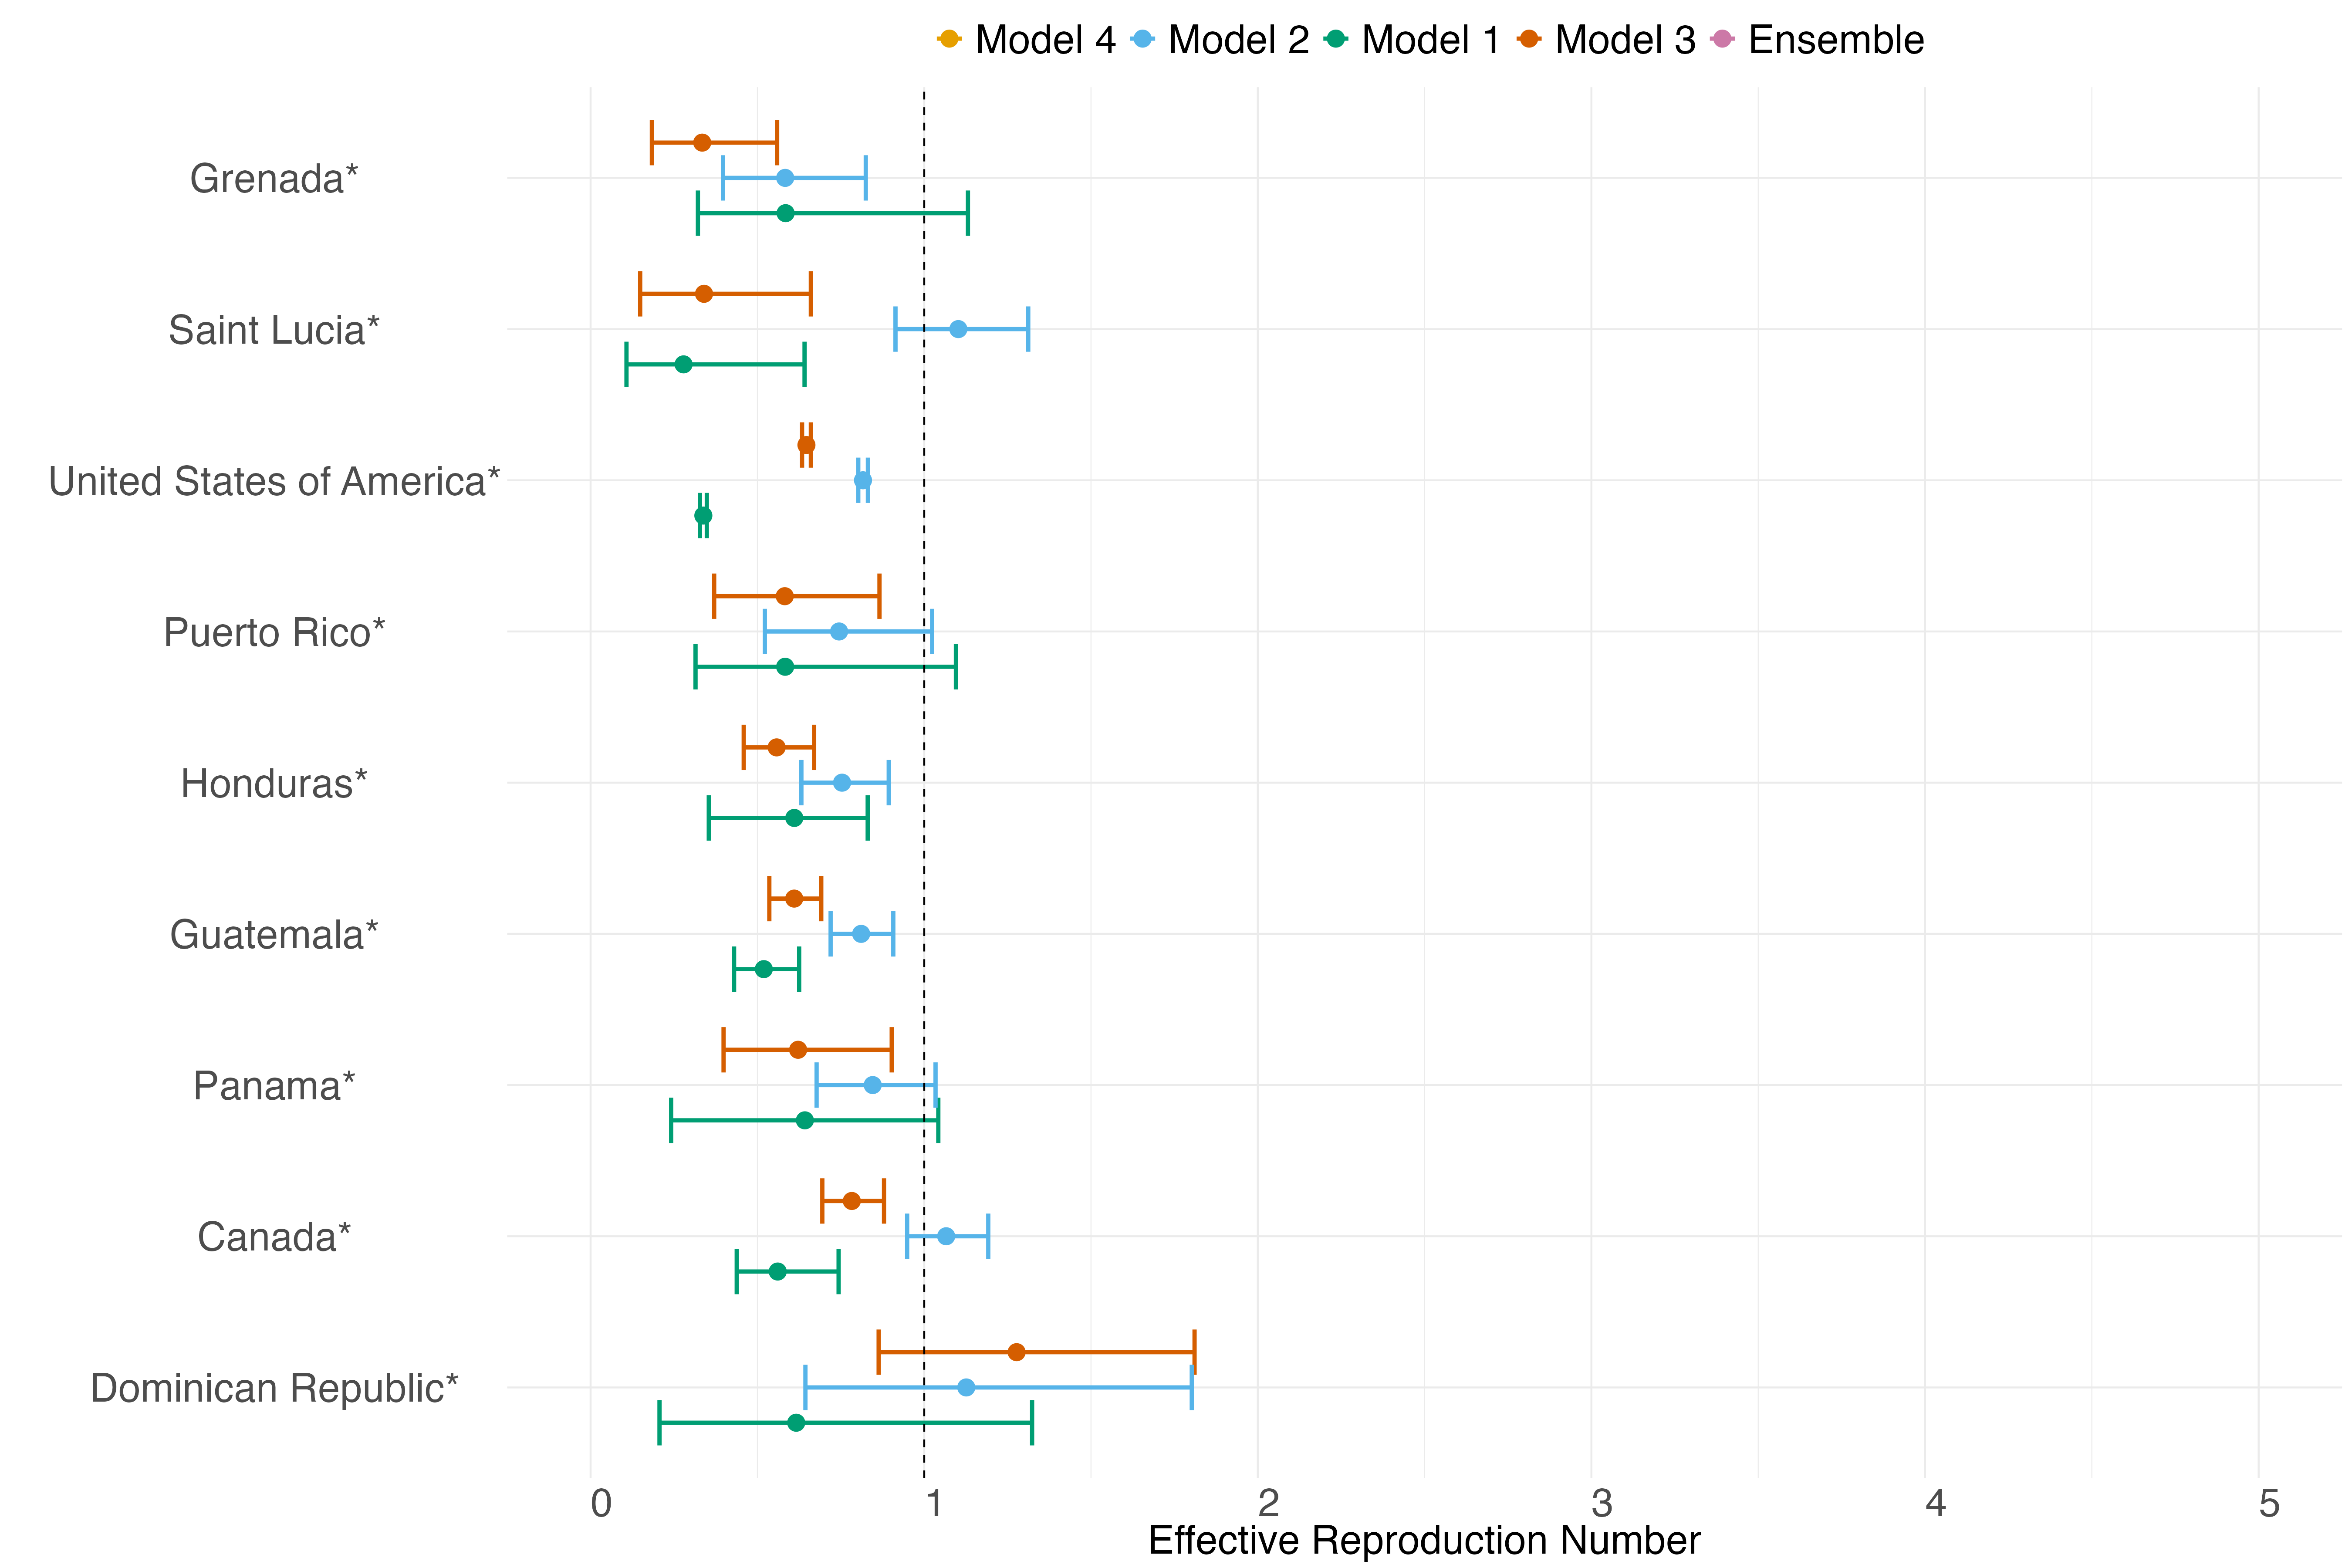 Model 4 Model 2 Model 1 Model 3 Ensemble
Grenada*
Saint Lucia*
United States of America*
Puerto Rico*
Honduras*
Guatemala*
Panama*
Canada*
Dominican Republic*
0 1 2 3 4 5
Effective Reproduction Number